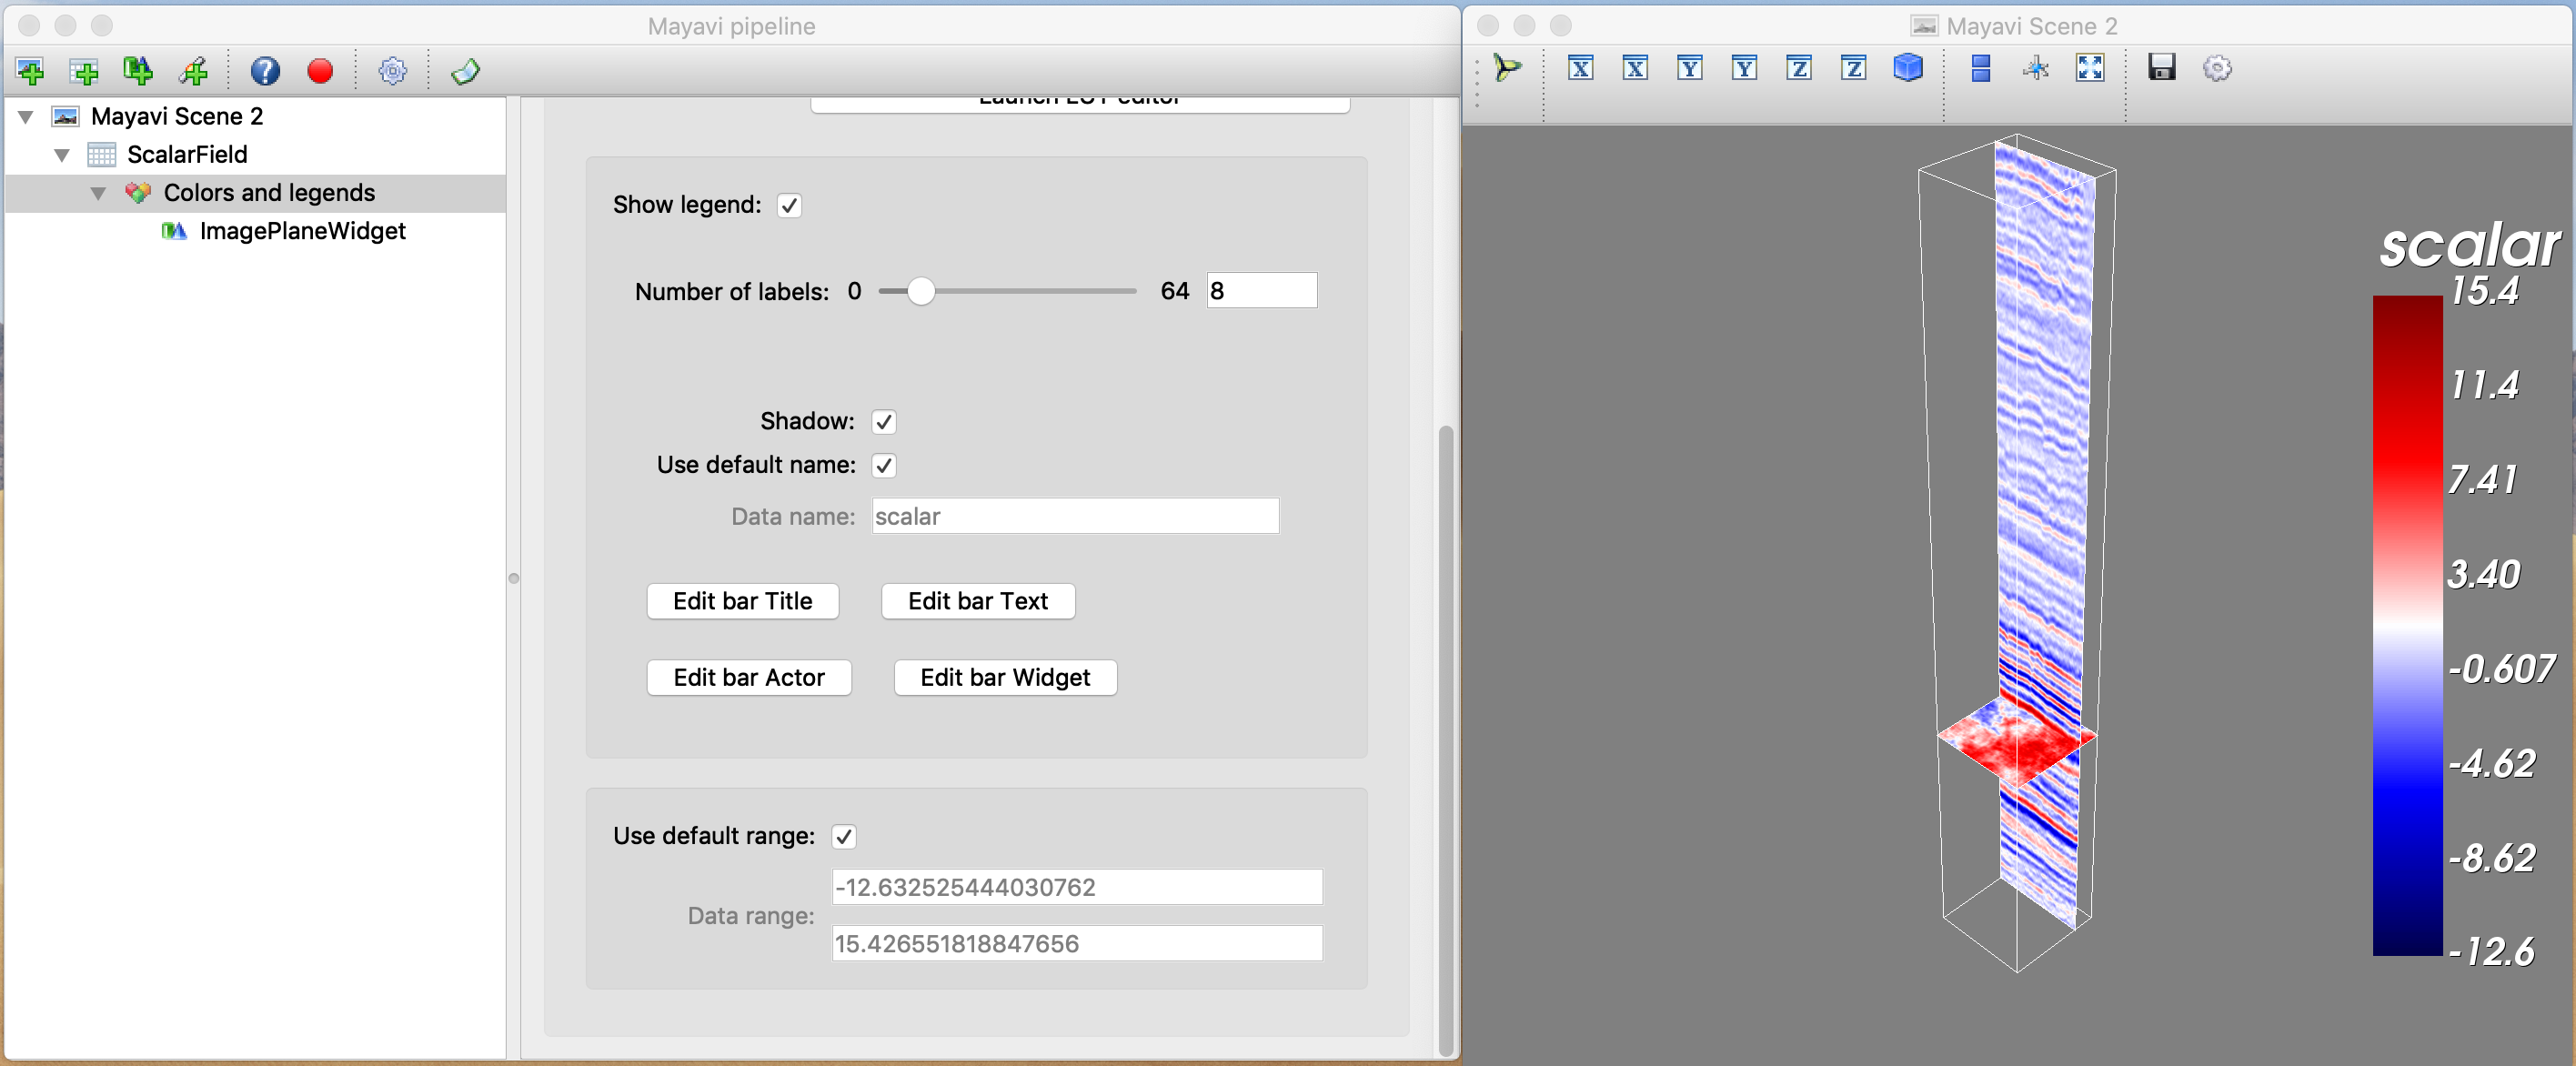 Mayavi pipeline
Mayavi Scene 2
ScalarField
Colors and legends
ImagePlaneWidget
Launch LUT editor
Show legend:
Number of labels: 0 64 8
Shadow:
Use default name:
Data name: scalar
Edit bar Title Edit bar Text
Edit bar Actor Edit bar Widget
Use default range:
Data range:
-12.632525444030762
15.426551818847656
Mayavi Scene 2
X X Y Y Z Z
scalar
15.4
11.4
7.41
3.40
-0.607
-4.62
-8.62
-12.6